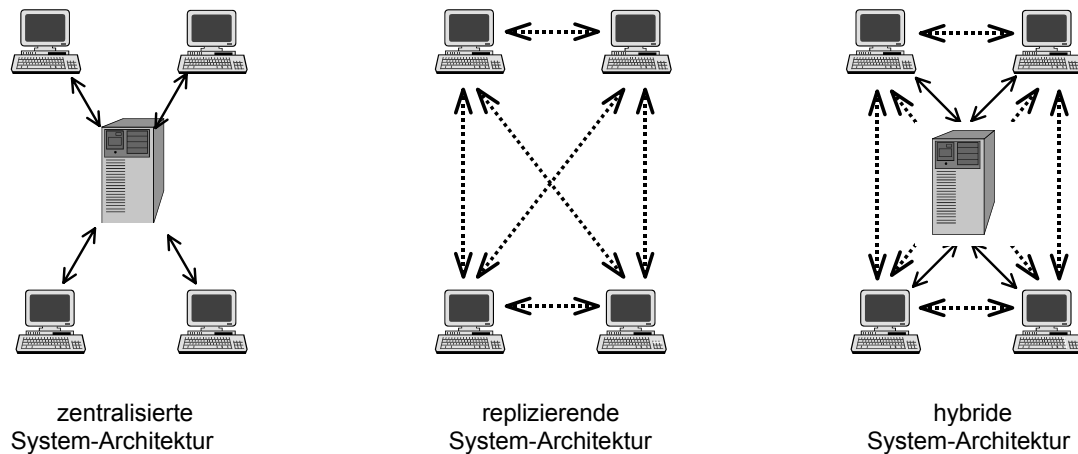 zentralisierte
System-Architektur
replizierende
System-Architektur
hybride
System-Architektur